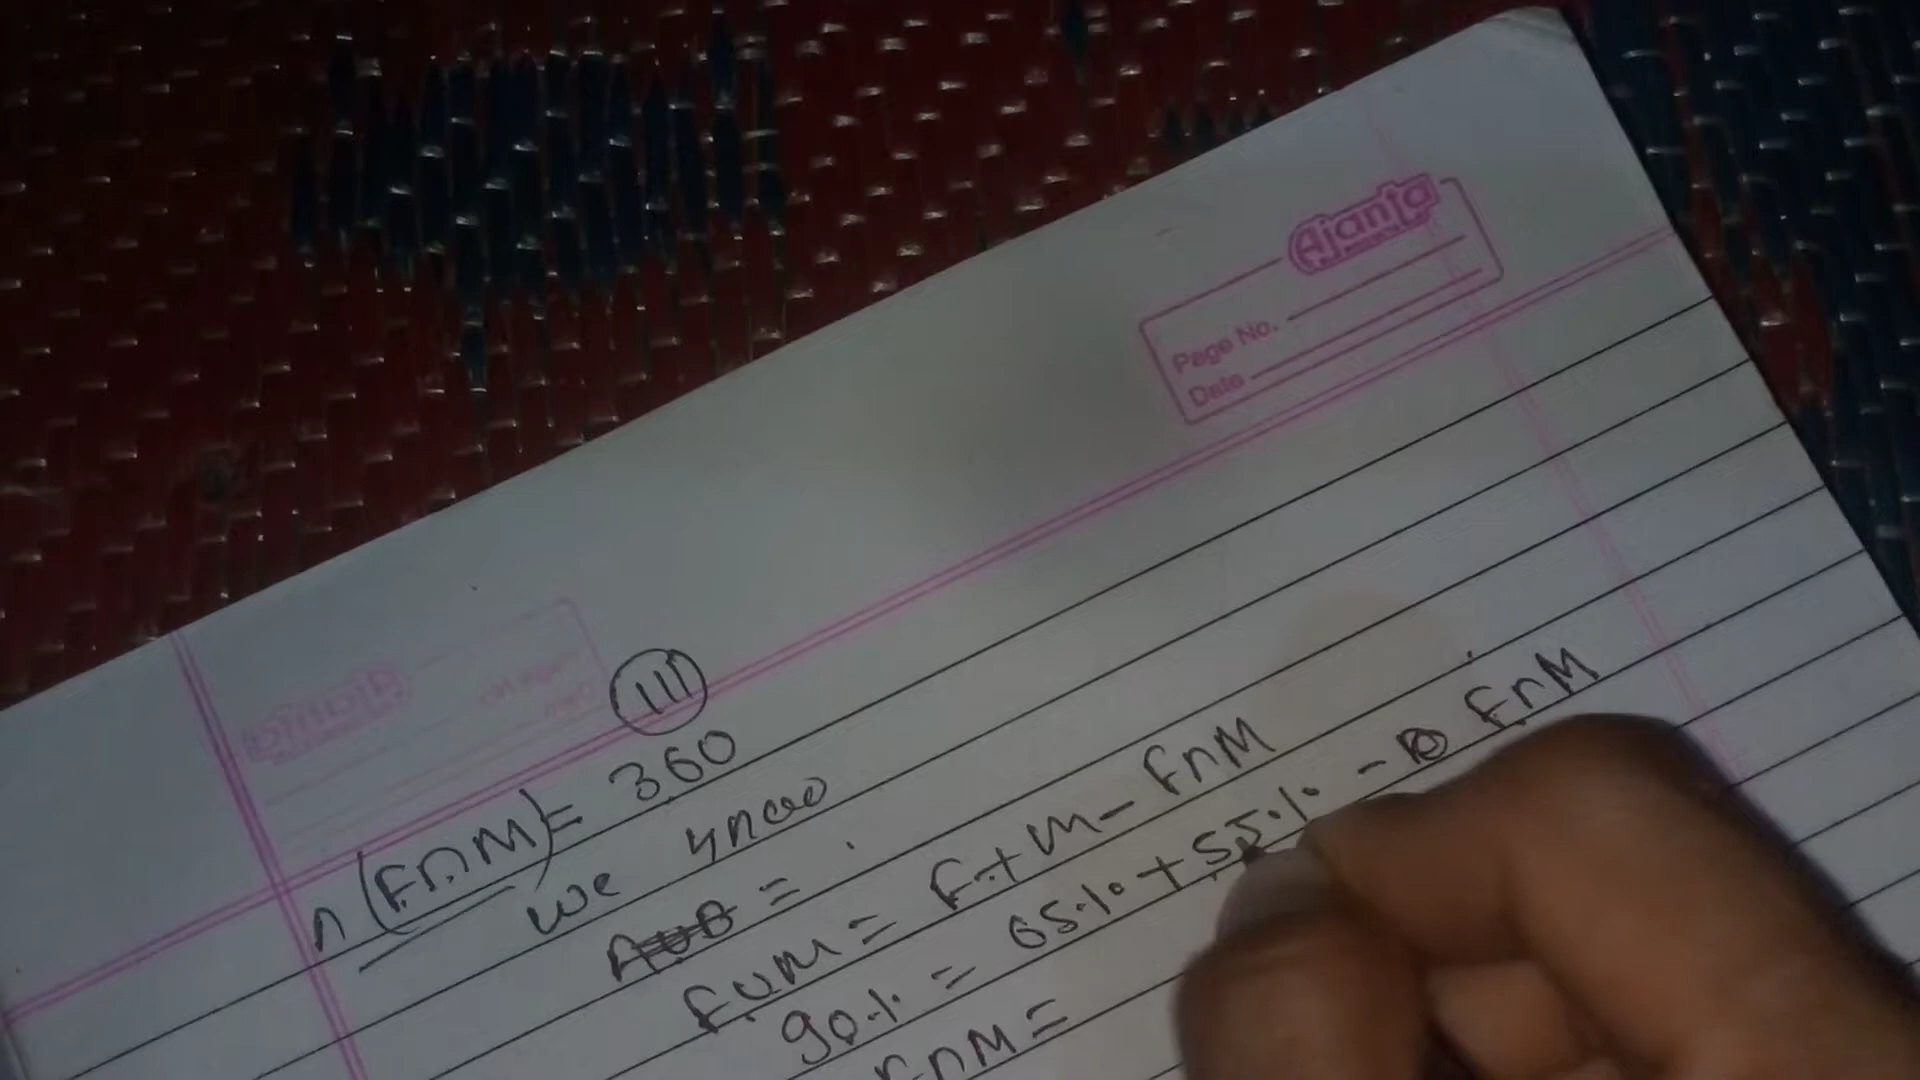 Ajanta
Page No.
Date
III
n(F∩M) = 360
we know
A∪B =
F∪M = F + M - F∩M
90% = 65% + 55% - F∩M
F∩M =